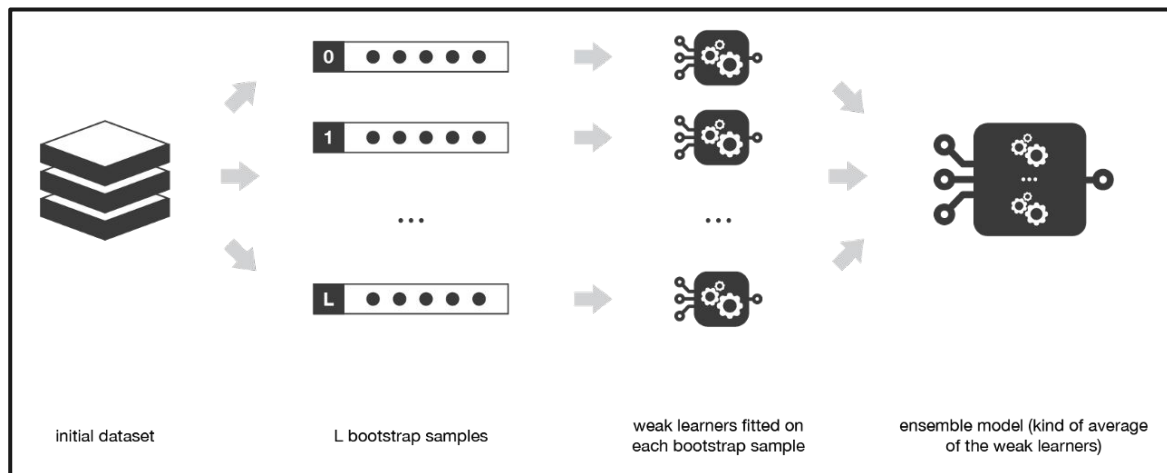 0
1
...
...
...
L
initial dataset
L bootstrap samples
weak learners fitted on
each bootstrap sample
ensemble model (kind of average
of the weak learners)